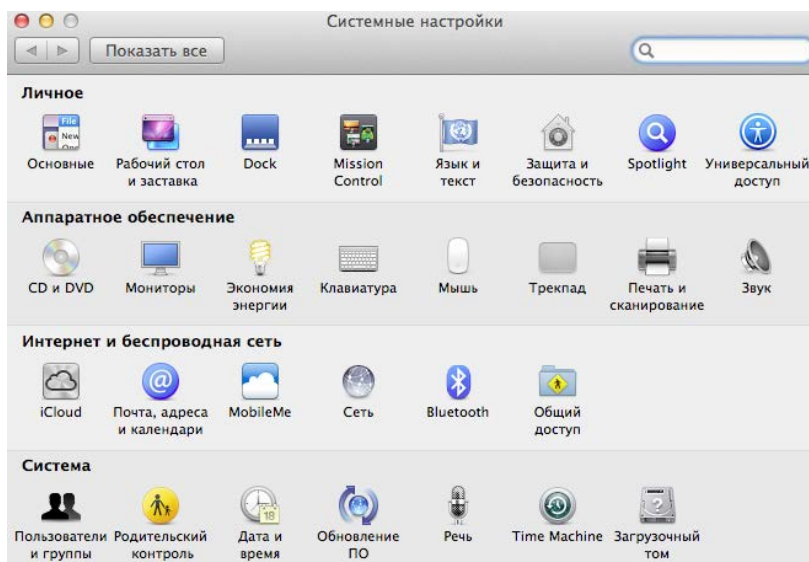 Системные настройки
Показать все
Личное
File
New
Основные
Рабочий стол
и заставка
Dock
Mission
Control
Язык и
текст
Защита и
безопасность
Spotlight
Универсальный
доступ
Аппаратное обеспечение
CD и DVD
Мониторы
Экономия
энергии
Клавиатура
Мышь
Трекпад
Печать и
сканирование
Звук
Интернет и беспроводная сеть
iCloud
Почта, адреса
и календари
MobileMe
Сеть
Bluetooth
Общий
доступ
Система
Пользователи
и группы
Родительский
контроль
18
Дата и
время
Обновление
ПО
Речь
Time Machine
?
Загрузочный
том